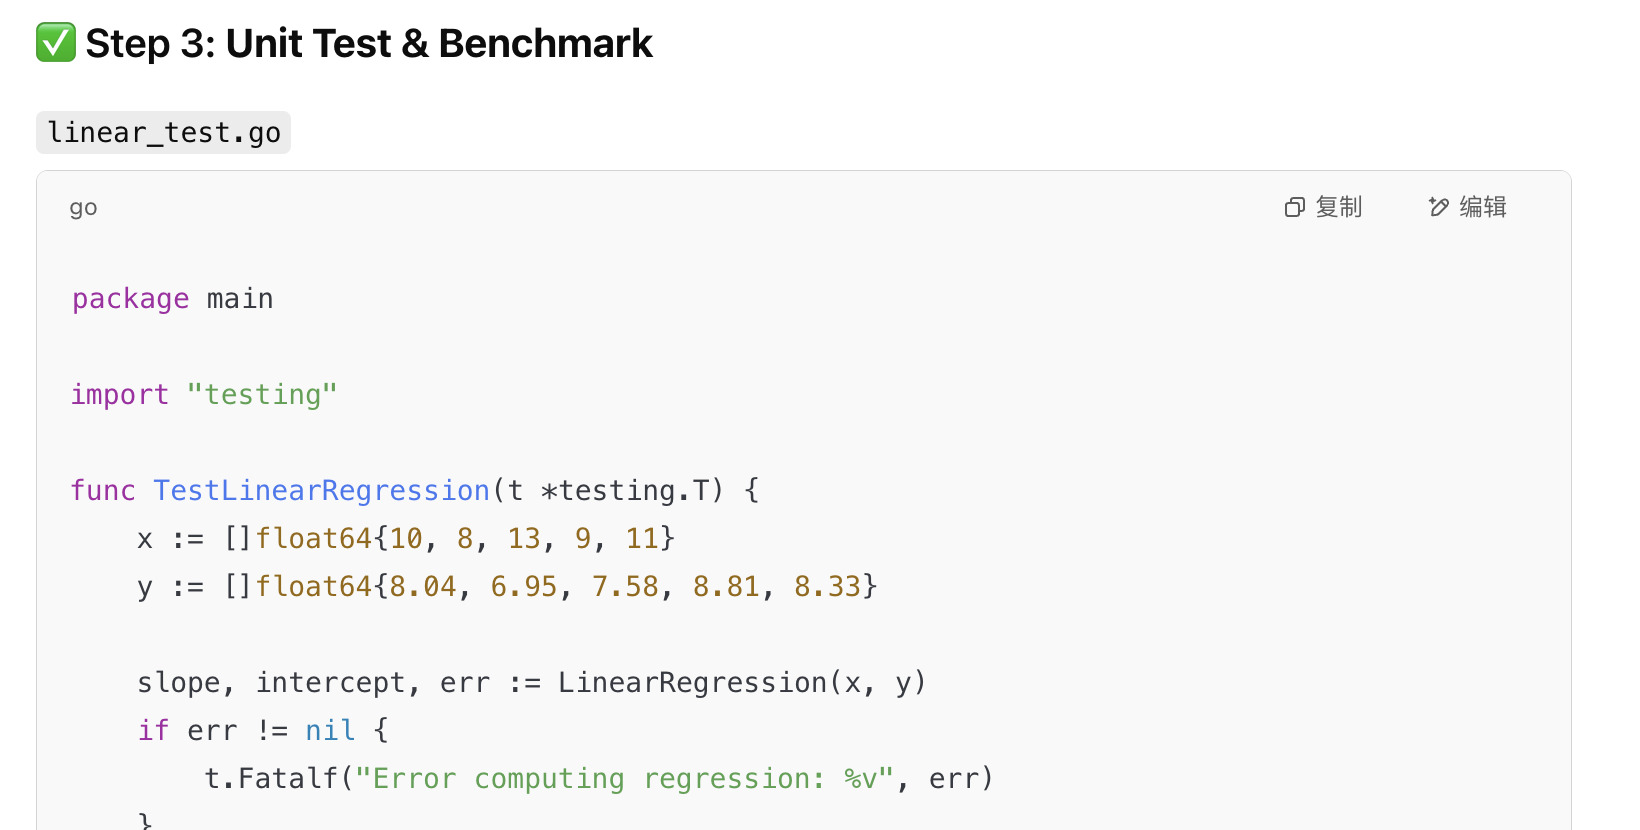 ✅ Step 3: Unit Test & Benchmark
linear_test.go
go 复制 编辑
package main
import "testing"
func TestLinearRegression(t *testing.T) {
    x := []float64{10, 8, 13, 9, 11}
    y := []float64{8.04, 6.95, 7.58, 8.81, 8.33}
    slope, intercept, err := LinearRegression(x, y)
    if err != nil {
        t.Fatalf("Error computing regression: %v", err)
    }